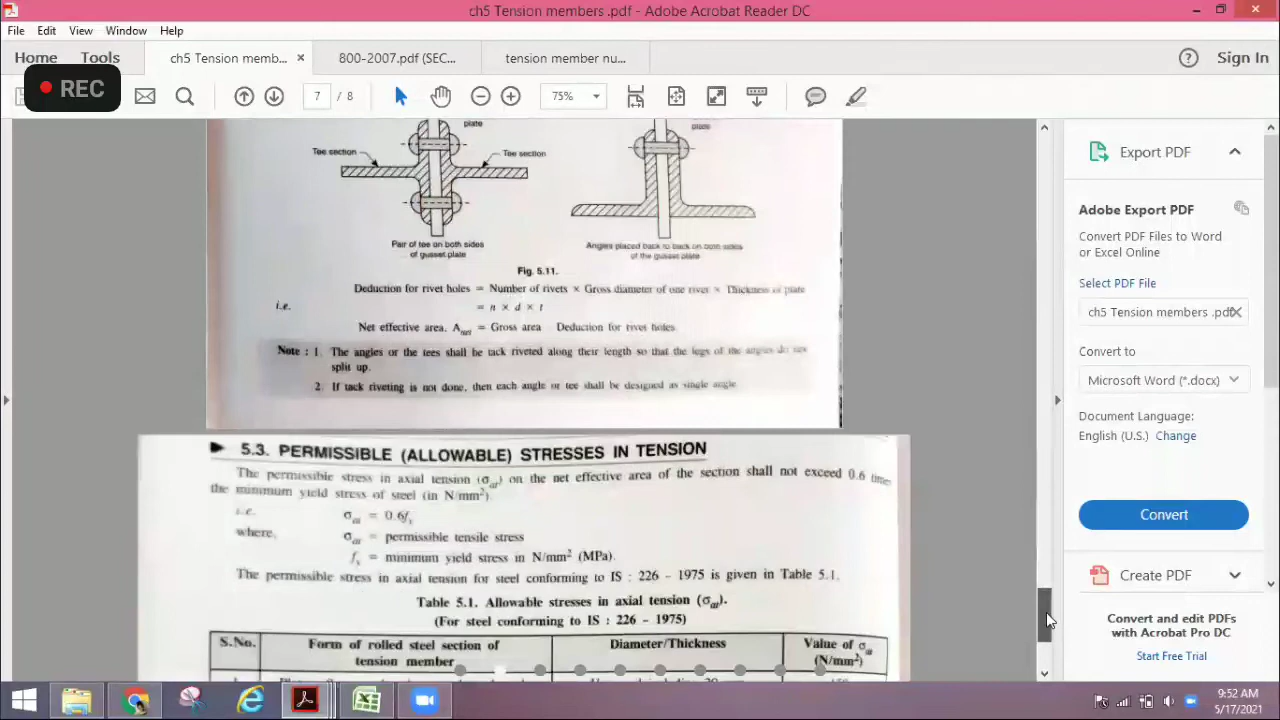 ch5 Tension members .pdf - Adobe Acrobat Reader DC
File Edit View Window Help
Home Tools ch5 Tension memb... × 800-2007.pdf (SEC... tension member nu... ? Sign In
REC 7 / 8 75%
plate
plate
Tee section Tee section
Pair of tee on both sides
of gusset plate
Angles placed back to back on both sides
of the gusset plate
Fig. 5.11.
Deduction for rivet holes = Number of rivets × Gross diameter of one rivet × Thickness of plate
i.e. = n × d × t
Net effective area, A_net = Gross area Deduction for rivet holes.
Note : 1. The angles or the tees shall be tack riveted along their length so that the legs of the angles do not
split up.
2. If tack riveting is not done, then each angle or tee shall be designed as single angle
► 5.3. PERMISSIBLE (ALLOWABLE) STRESSES IN TENSION
The permissible stress in axial tension (σ_at) on the net effective area of the section shall not exceed 0.6 times
the minimum yield stress of steel (in N/mm²).
i.e. σ_at = 0.6f_y
where, σ_at = permissible tensile stress
f_y = minimum yield stress in N/mm² (MPa).
The permissible stress in axial tension for steel conforming to IS : 226 – 1975 is given in Table 5.1.
Table 5.1. Allowable stresses in axial tension (σ_at).
(For steel conforming to IS : 226 – 1975)
S.No. Form of rolled steel section of Diameter/Thickness Value of σ_at
tension member (N/mm²)
Export PDF
Adobe Export PDF
Convert PDF Files to Word
or Excel Online
Select PDF File
ch5 Tension members .pdf
Convert to
Microsoft Word (*.docx)
Document Language:
English (U.S.) Change
Convert
Create PDF
Convert and edit PDFs
with Acrobat Pro DC
Start Free Trial
9:52 AM
5/17/2021